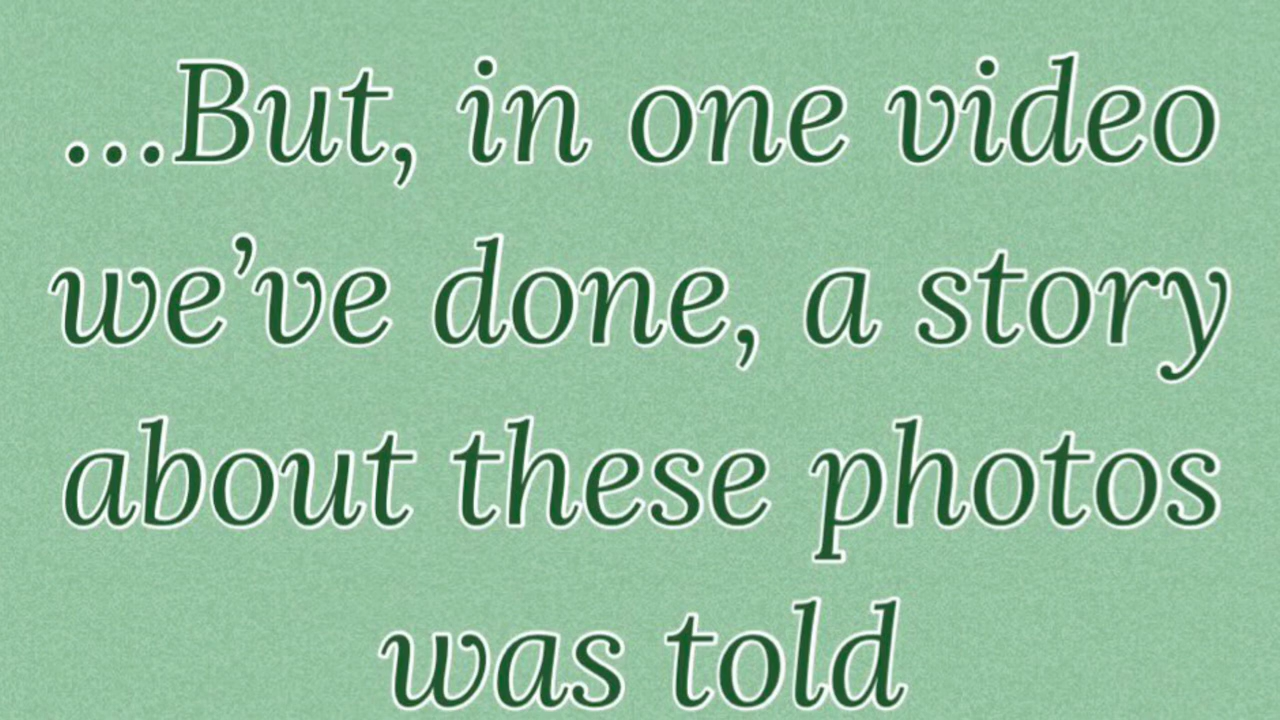 ...But, in one video
we’ve done, a story
about these photos
was told